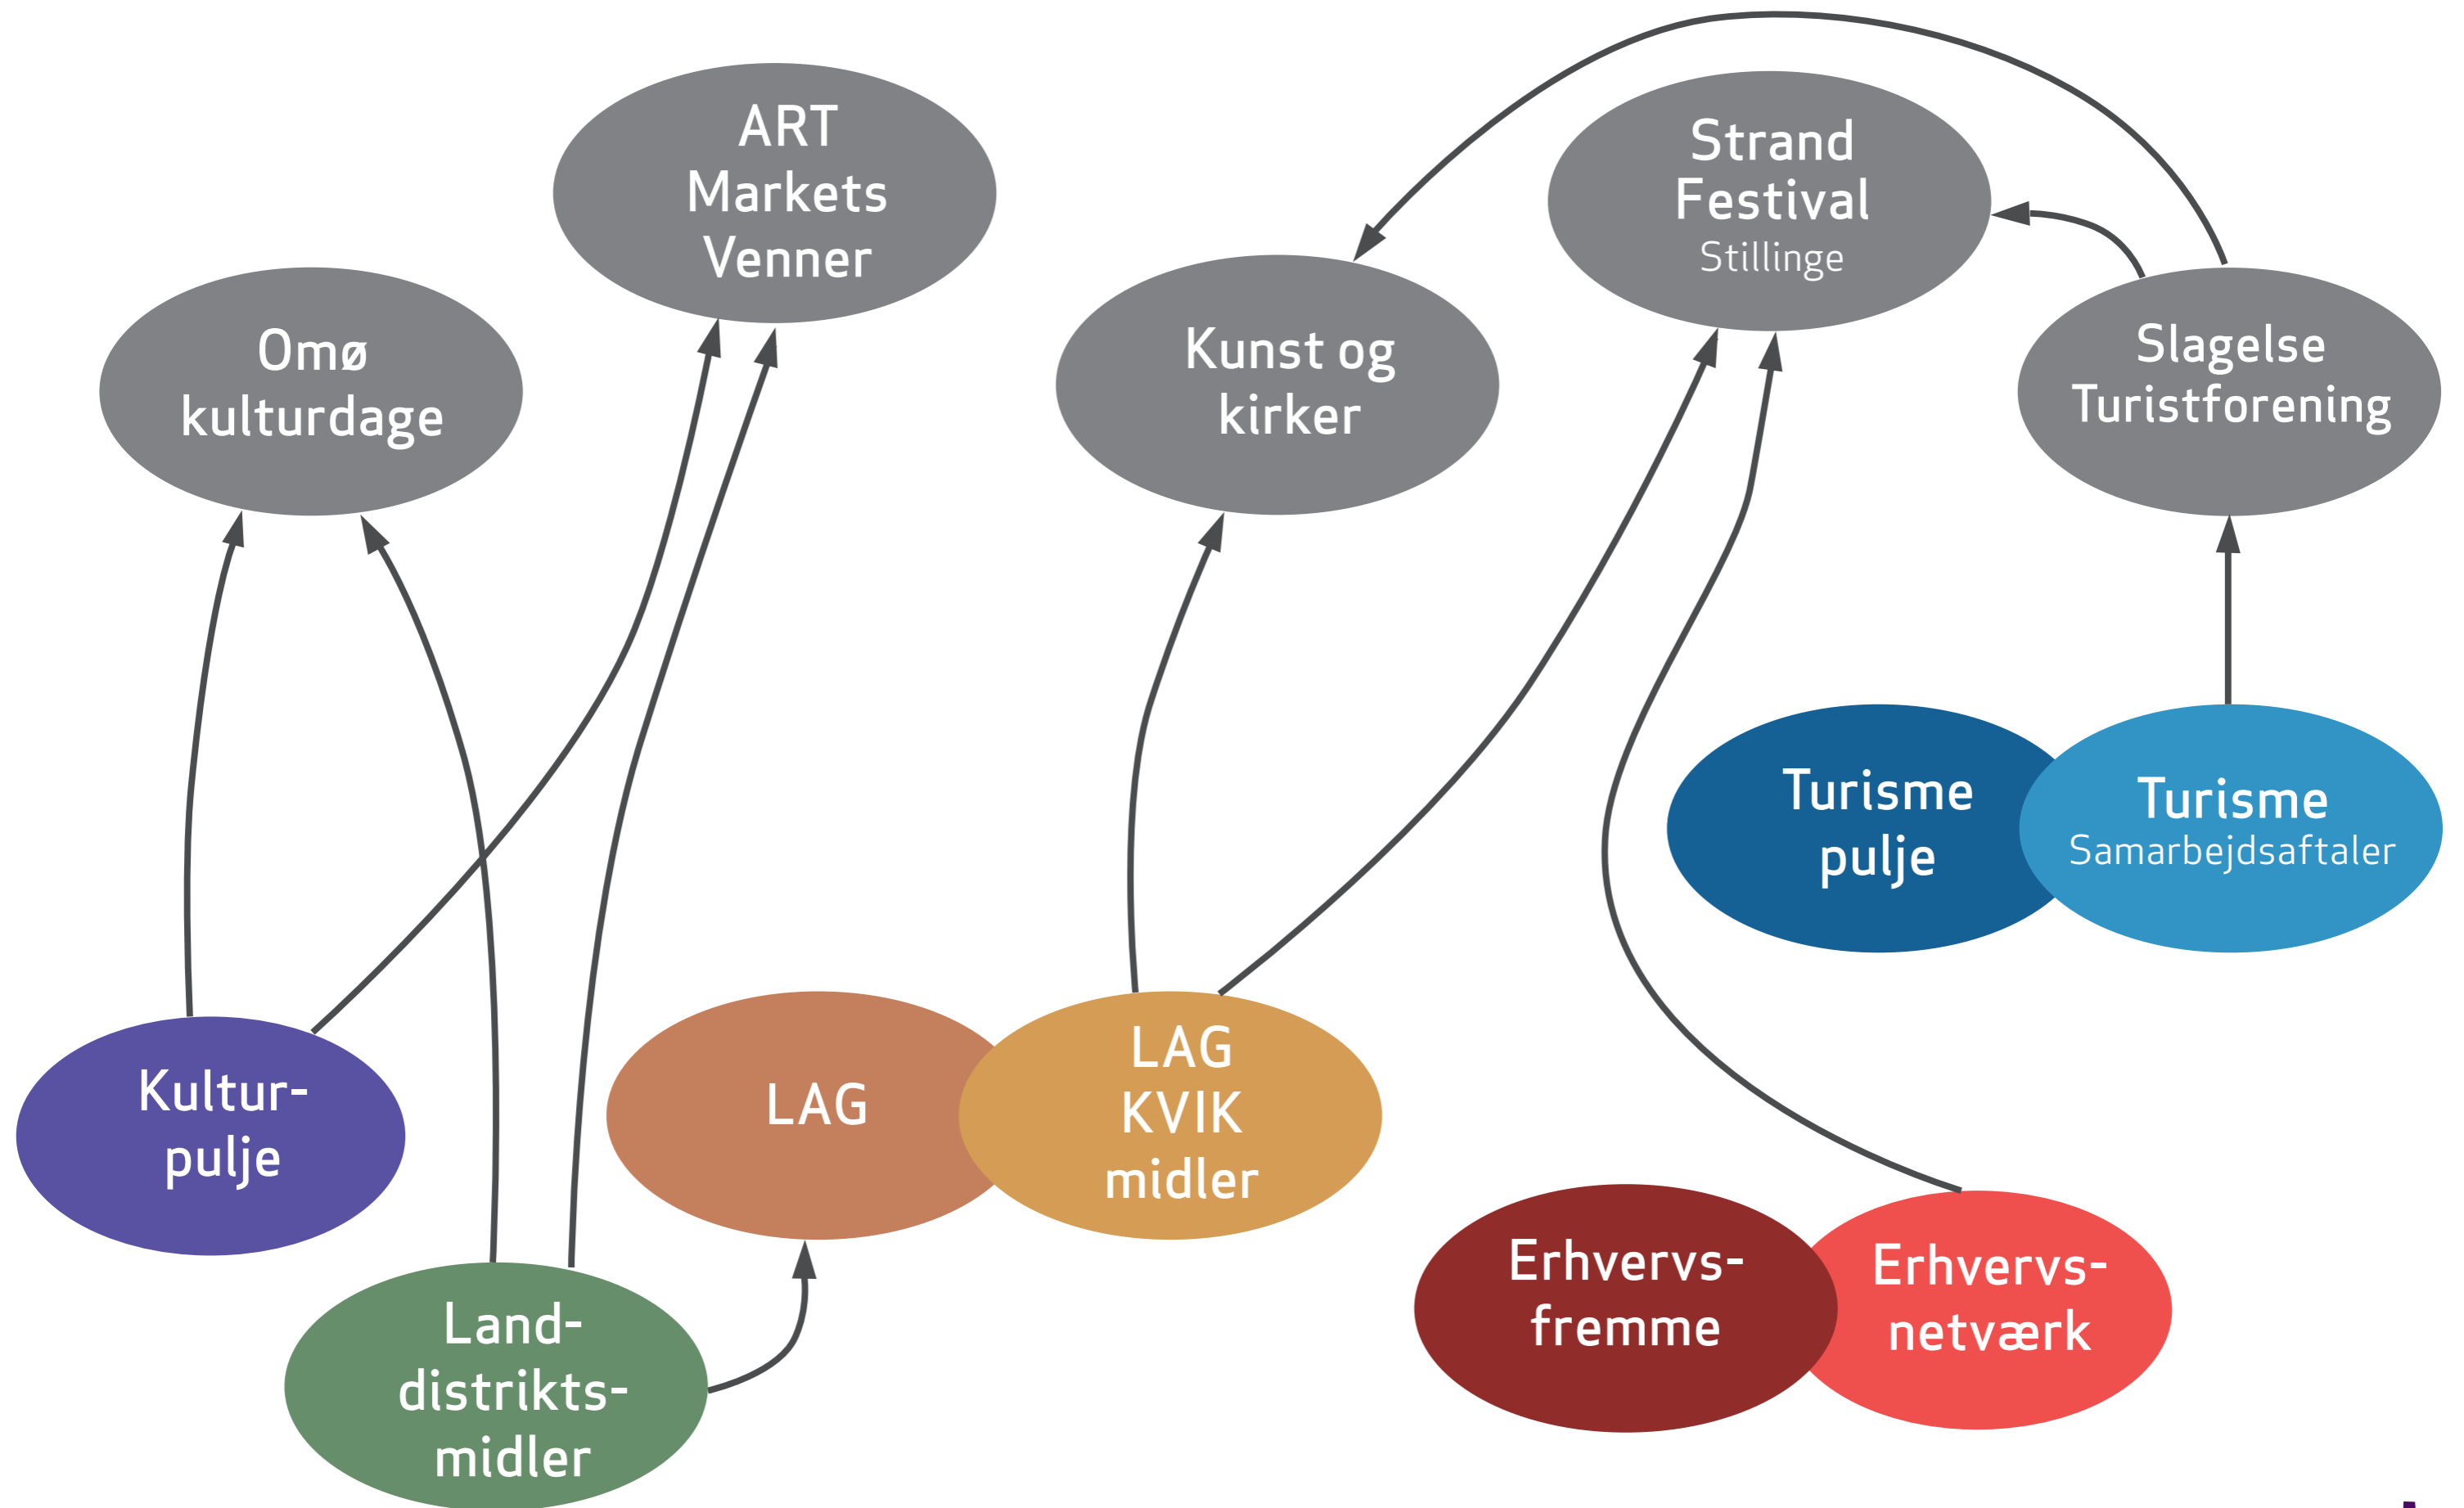 ART
Markets
Venner
Strand
Festival
Stillinge
Omø
kulturdage
Kunst og
kirker
Slagelse
Turistforening
Turisme
pulje
Turisme
Samarbejdsaftaler
Kultur-
pulje
LAG
LAG
KVIK
midler
Erhvervs-
fremme
Erhvervs-
netværk
Land-
distrikts-
midler